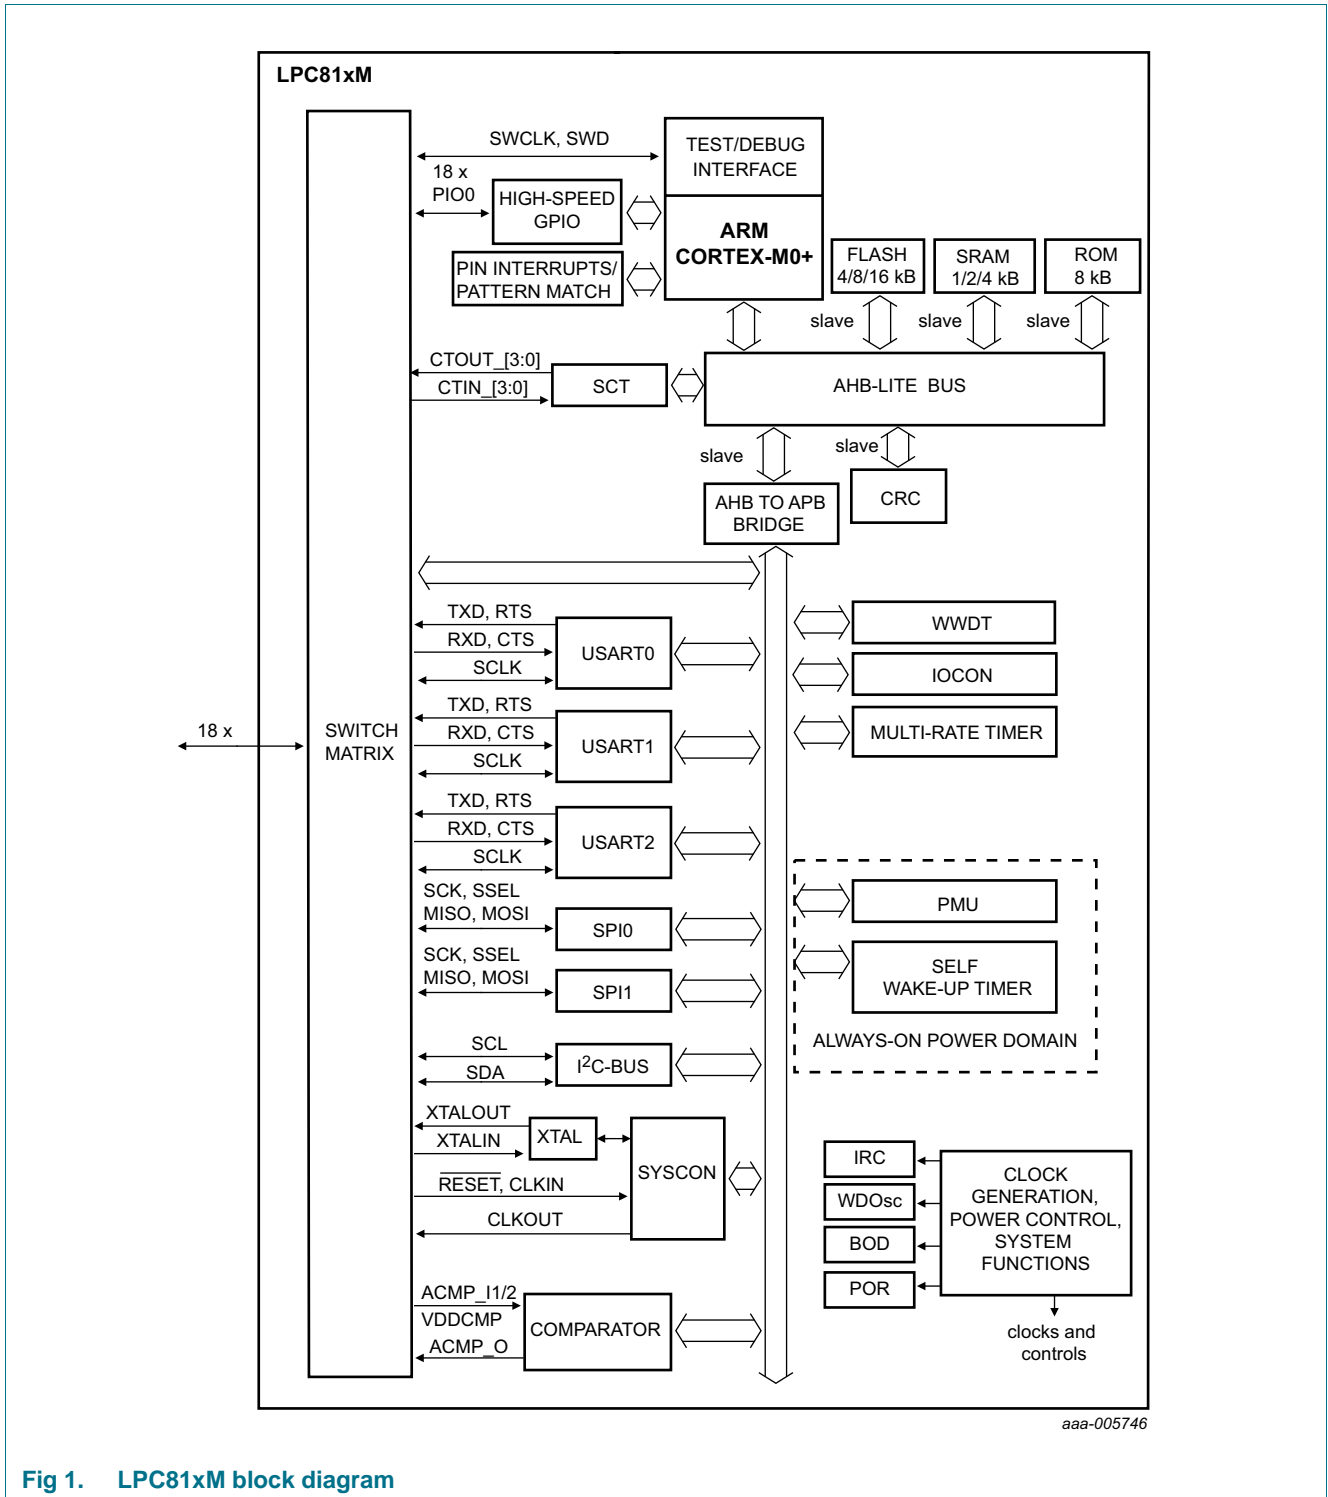 LPC81xM
SWCLK, SWD
TEST/DEBUG
INTERFACE
18 x
PIO0
HIGH-SPEED
GPIO
ARM
CORTEX-M0+
PIN INTERRUPTS/
PATTERN MATCH
FLASH
4/8/16 kB
SRAM
1/2/4 kB
ROM
8 kB
slave
slave
slave
CTOUT_[3:0]
CTIN_[3:0]
SCT
AHB-LITE BUS
slave
slave
AHB TO APB
BRIDGE
CRC
TXD, RTS
RXD, CTS
SCLK
USART0
WWDT
IOCON
TXD, RTS
RXD, CTS
SCLK
USART1
MULTI-RATE TIMER
18 x
SWITCH
MATRIX
TXD, RTS
RXD, CTS
SCLK
USART2
SCK, SSEL
MISO, MOSI
SPI0
PMU
SCK, SSEL
MISO, MOSI
SPI1
SELF
WAKE-UP TIMER
ALWAYS-ON POWER DOMAIN
SCL
SDA
I2C-BUS
XTALOUT
XTALIN
XTAL
RESET, CLKIN
CLKOUT
SYSCON
IRC
WDOsc
BOD
POR
CLOCK
GENERATION,
POWER CONTROL,
SYSTEM
FUNCTIONS
clocks and
controls
ACMP_I1/2
VDDCMP
ACMP_O
COMPARATOR
aaa-005746
Fig 1. LPC81xM block diagram